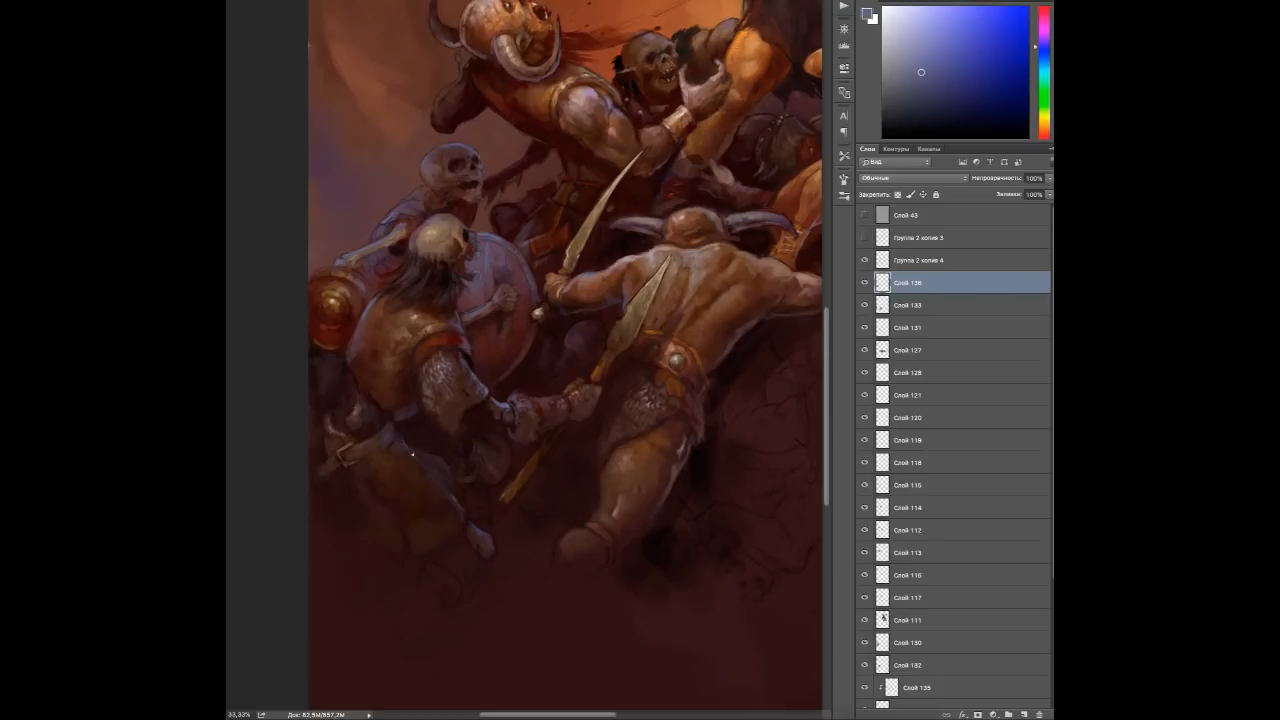 Слои Контуры Каналы
Вид
Обычные Непрозрачность: 100%
Закрепить: Заливка: 100%
Слой 43
Группа 2 копия 3
Группа 2 копия 4
Слой 136
Слой 133
Слой 131
Слой 127
Слой 128
Слой 121
Слой 120
Слой 119
Слой 118
Слой 115
Слой 114
Слой 112
Слой 113
Слой 116
Слой 117
Слой 111
Слой 130
Слой 132
Слой 135
33,33% Док: 82,5M/857,2M